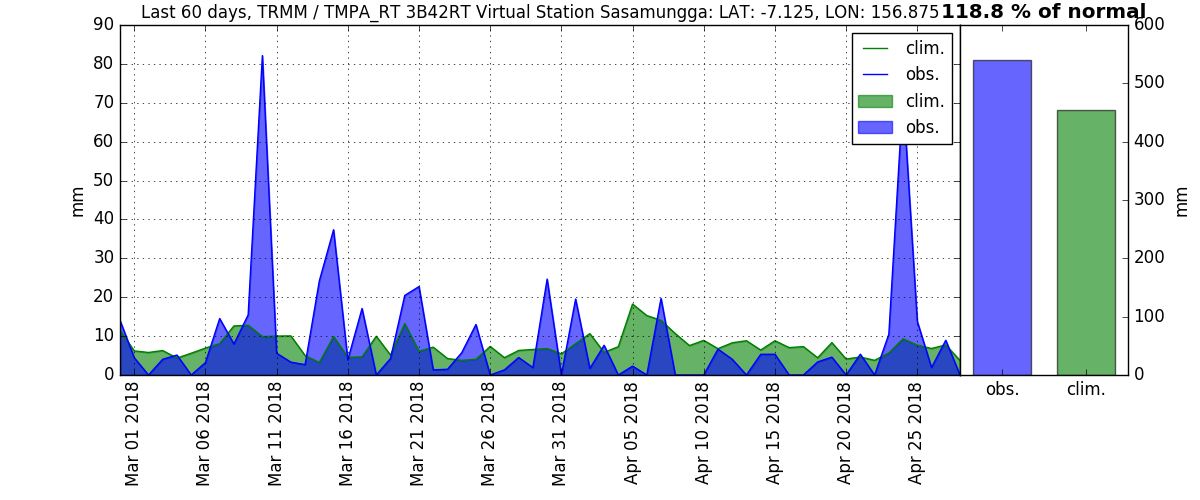 Last 60 days, TRMM / TMPA_RT 3B42RT Virtual Station Sasamungga: LAT: -7.125, LON: 156.875
118.8 % of normal
90
80
70
60
50
40
30
20
10
0
mm
clim.
obs.
clim.
obs.
600
500
400
300
200
100
0
mm
obs.
clim.
Mar 01 2018
Mar 06 2018
Mar 11 2018
Mar 16 2018
Mar 21 2018
Mar 26 2018
Mar 31 2018
Apr 05 2018
Apr 10 2018
Apr 15 2018
Apr 20 2018
Apr 25 2018